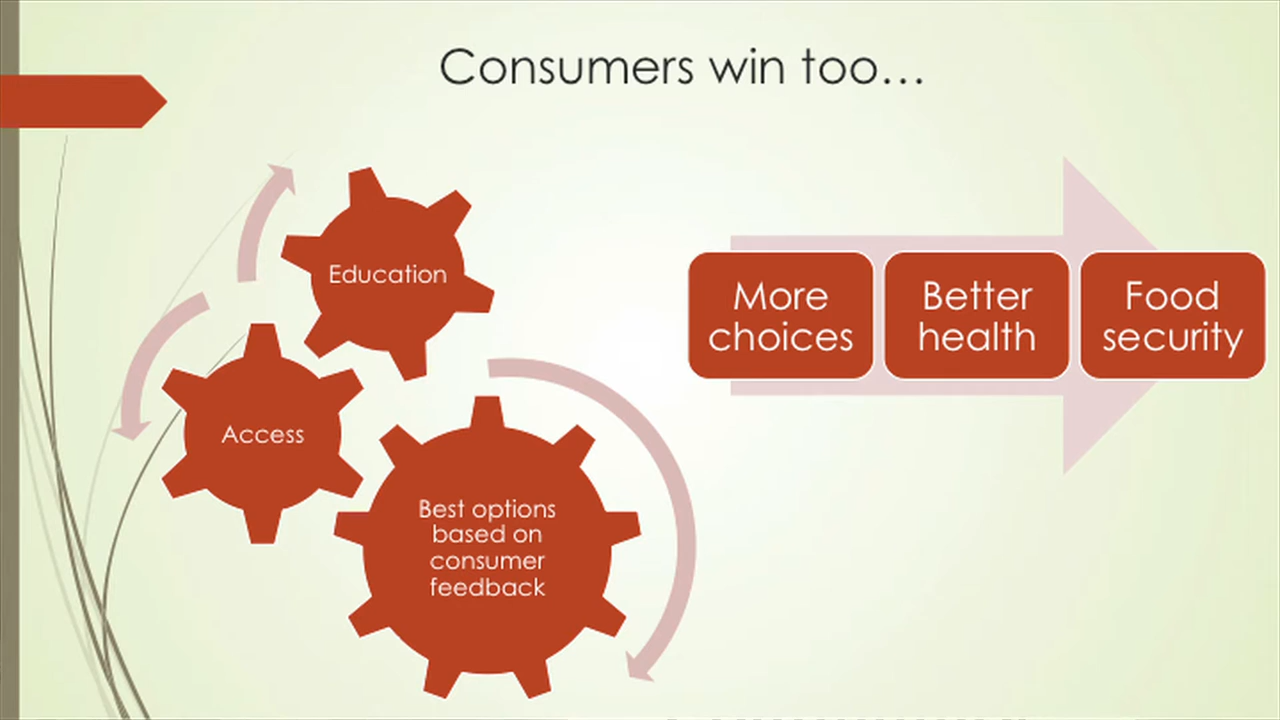 Consumers win too…
Education
Access
Best options
based on
consumer
feedback
More
choices
Better
health
Food
security